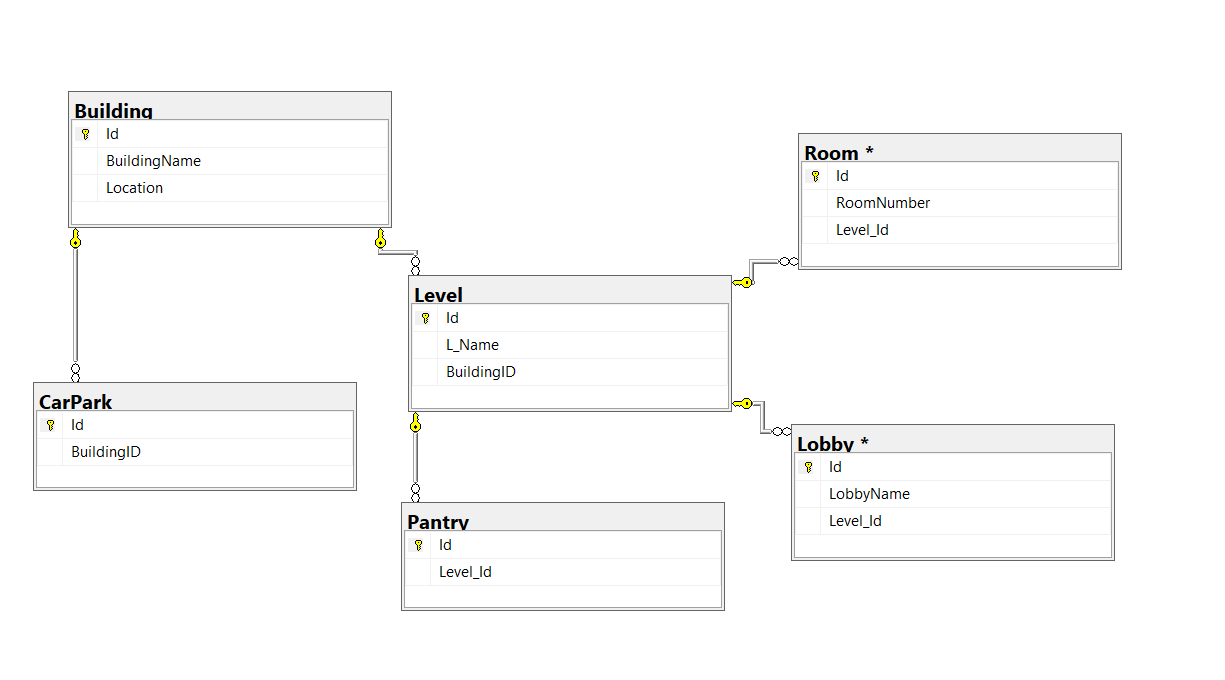 Building
Id
BuildingName
Location
Room *
Id
RoomNumber
Level_Id
Level
Id
L_Name
BuildingID
CarPark
Id
BuildingID
Lobby *
Id
LobbyName
Level_Id
Pantry
Id
Level_Id